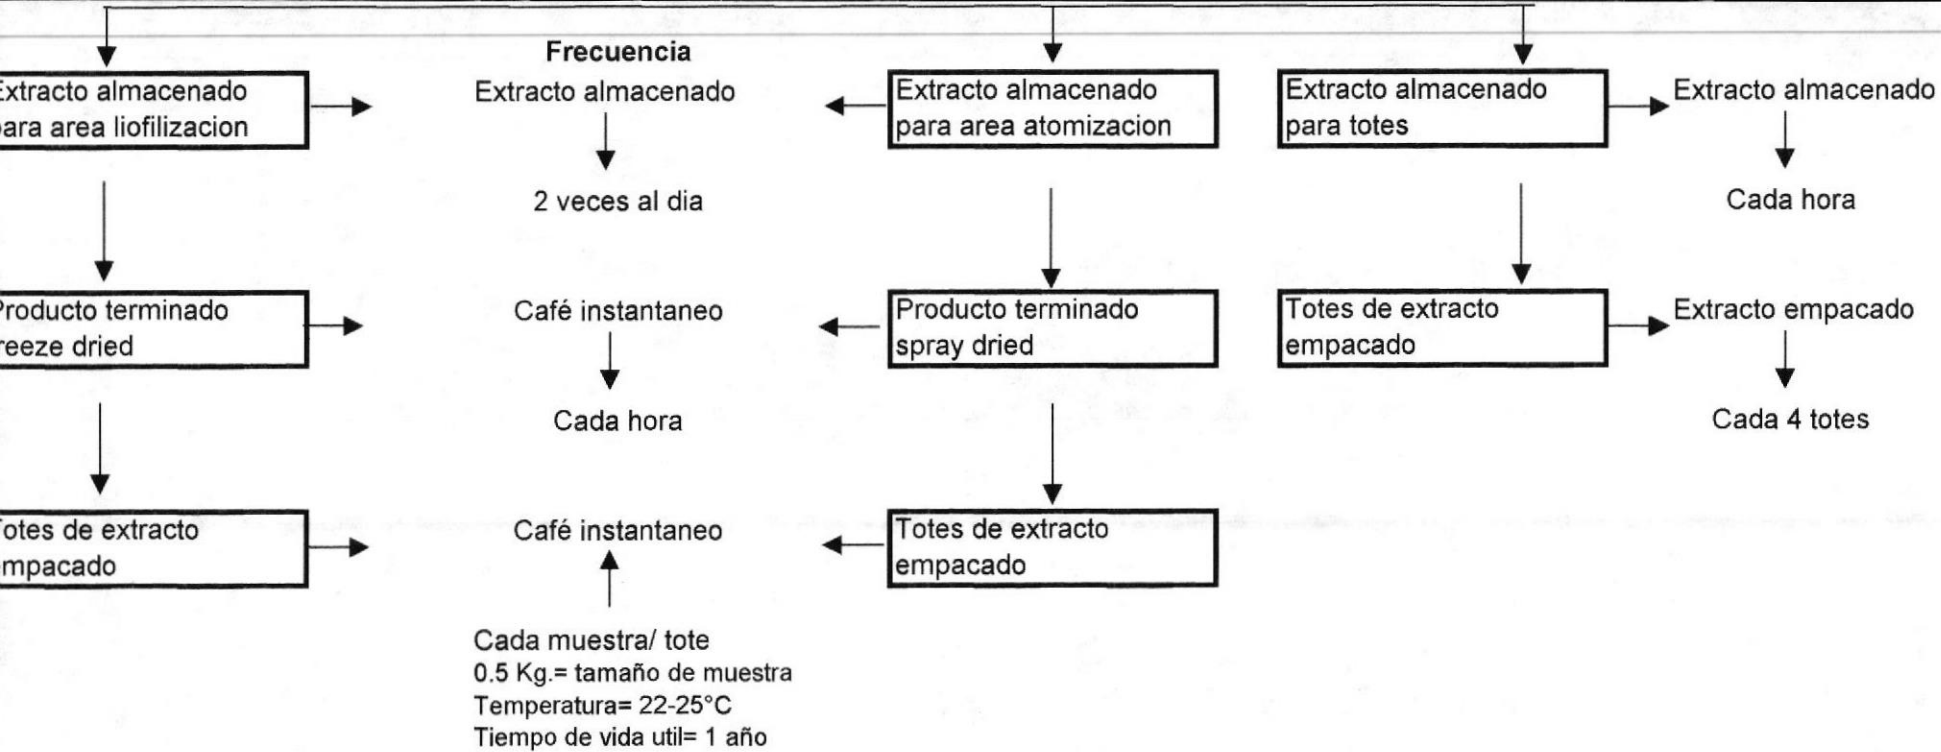 Frecuencia
Extracto almacenado
para area liofilizacion
Extracto almacenado
2 veces al dia
Extracto almacenado
para area atomizacion
Extracto almacenado
para totes
Extracto almacenado
Cada hora
Producto terminado
freeze dried
Café instantaneo
Cada hora
Producto terminado
spray dried
Totes de extracto
empacado
Extracto empacado
Cada 4 totes
Totes de extracto
empacado
Café instantaneo
Totes de extracto
empacado
Cada muestra/ tote
0.5 Kg.= tamaño de muestra
Temperatura= 22-25°C
Tiempo de vida util= 1 año